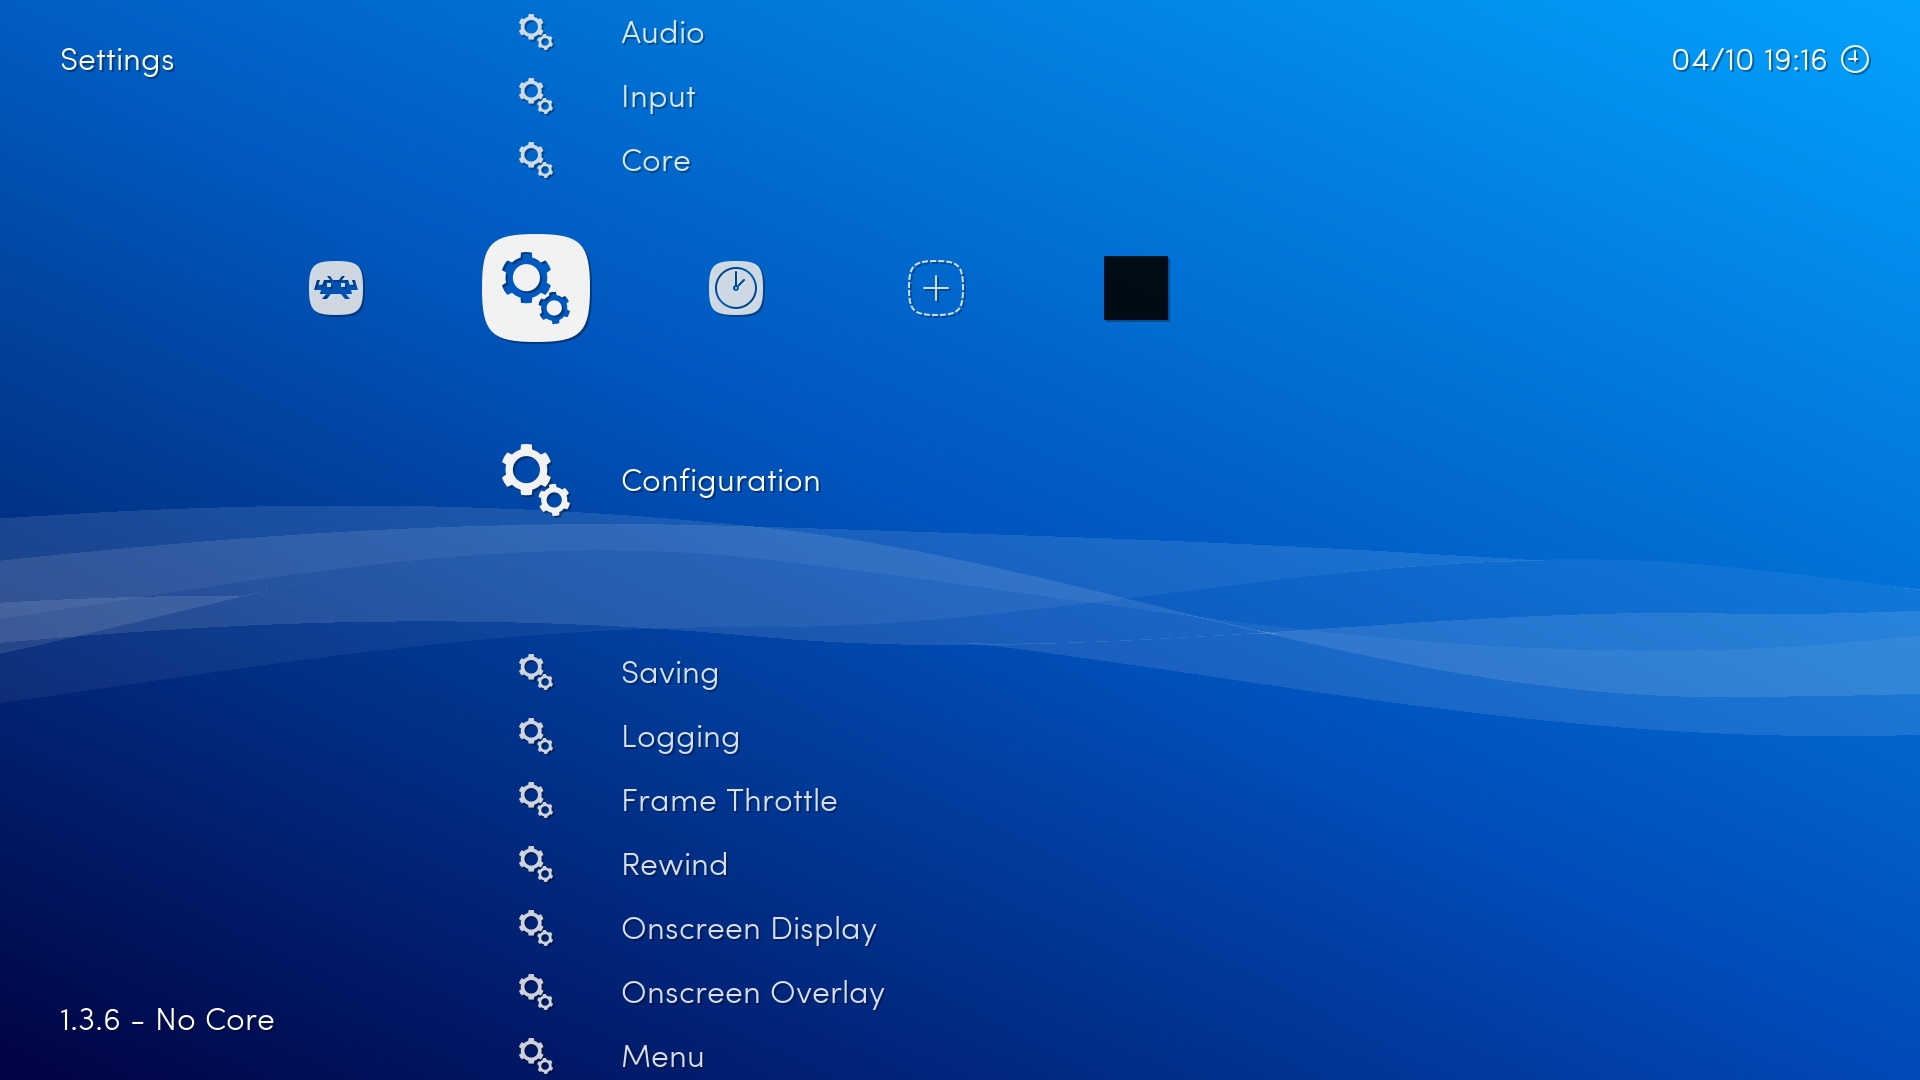 Settings
04/10 19:16
Audio
Input
Core
Configuration
Saving
Logging
Frame Throttle
Rewind
Onscreen Display
Onscreen Overlay
Menu
1.3.6 - No Core